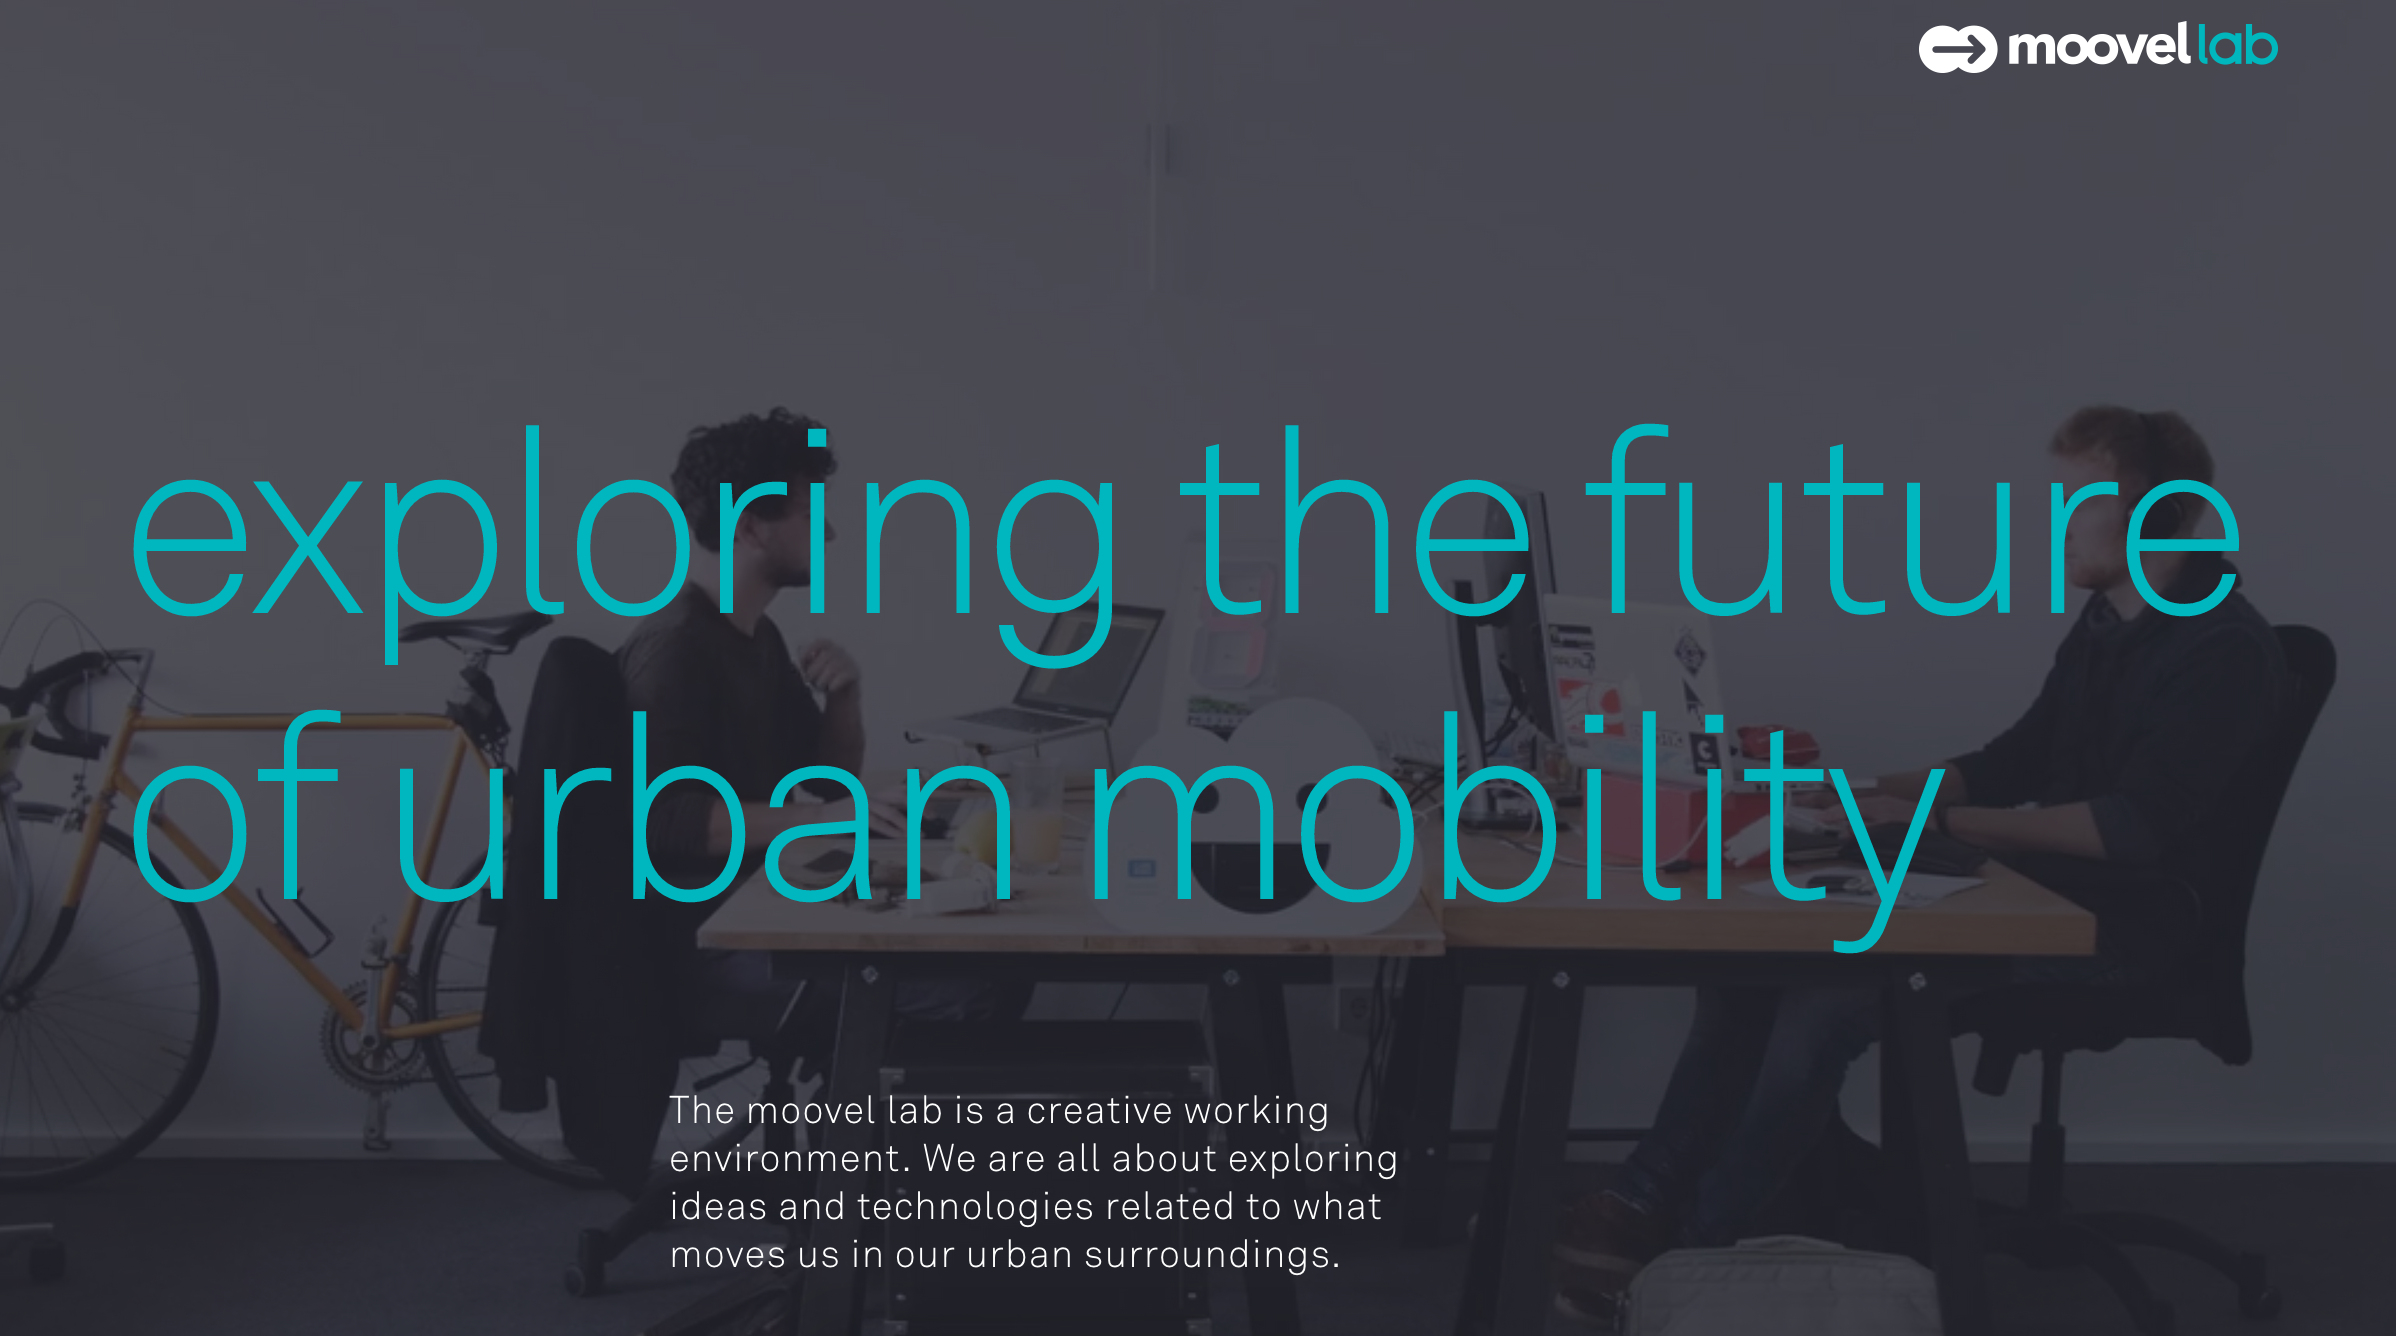 moovel lab
exploring the future
of urban mobility
The moovel lab is a creative working
environment. We are all about exploring
ideas and technologies related to what
moves us in our urban surroundings.